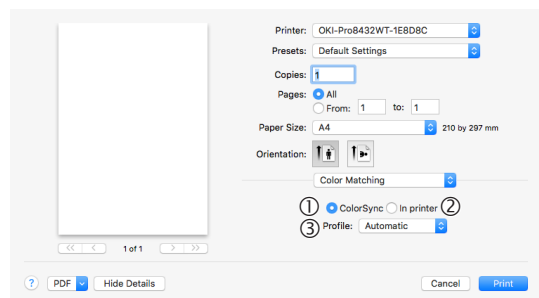 Printer: OKI-Pro8432WT-1E8D8C
Presets: Default Settings
Copies: 1
Pages: All
From: 1 to: 1
Paper Size: A4 210 by 297 mm
Orientation:
Color Matching
① ColorSync In printer ②
③ Profile: Automatic
<< < 1 of 1 > >>
? PDF Hide Details Cancel Print